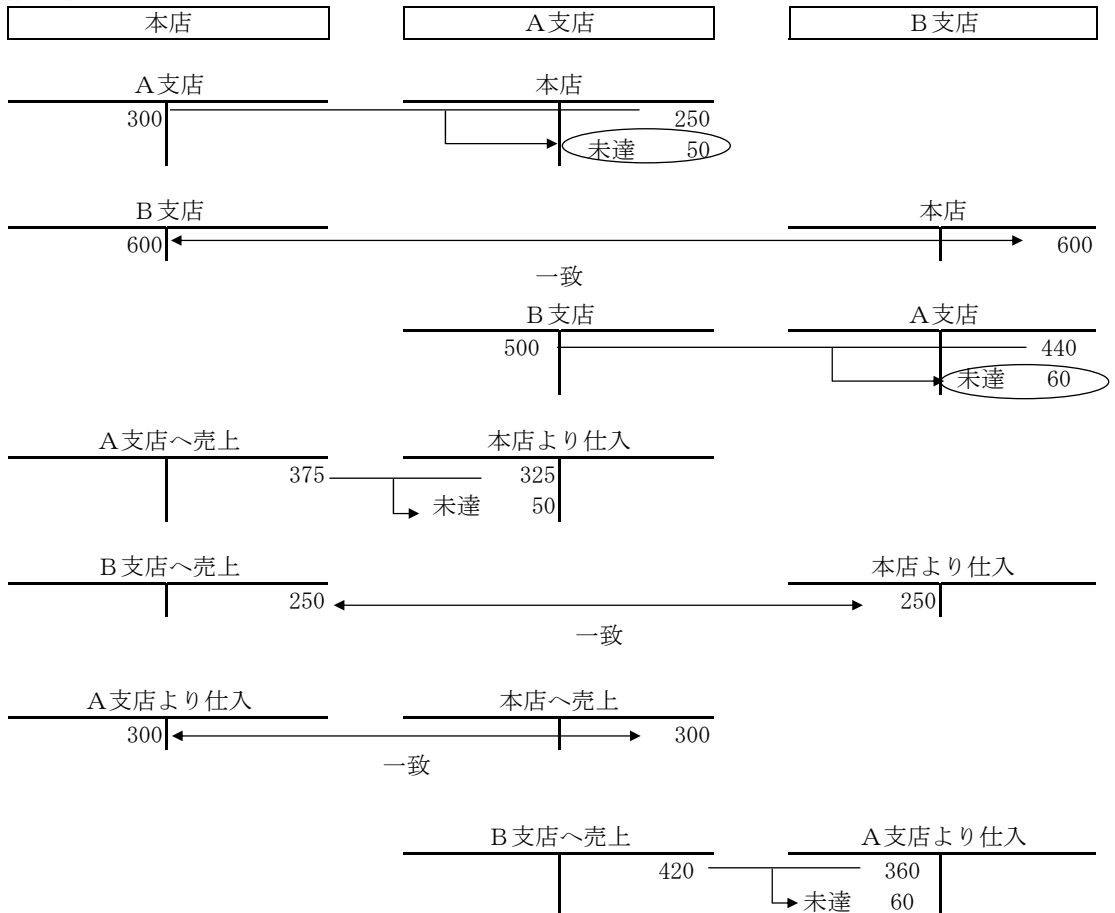 本店 A支店 B支店
A支店 本店
300 250
未達 50
B支店 本店
600 600
一致
B支店 A支店
500 440
未達 60
A支店へ売上 本店より仕入
375 325
未達 50
B支店へ売上 本店より仕入
250 250
一致
A支店より仕入 本店へ売上
300 300
一致
B支店へ売上 A支店より仕入
420 360
未達 60